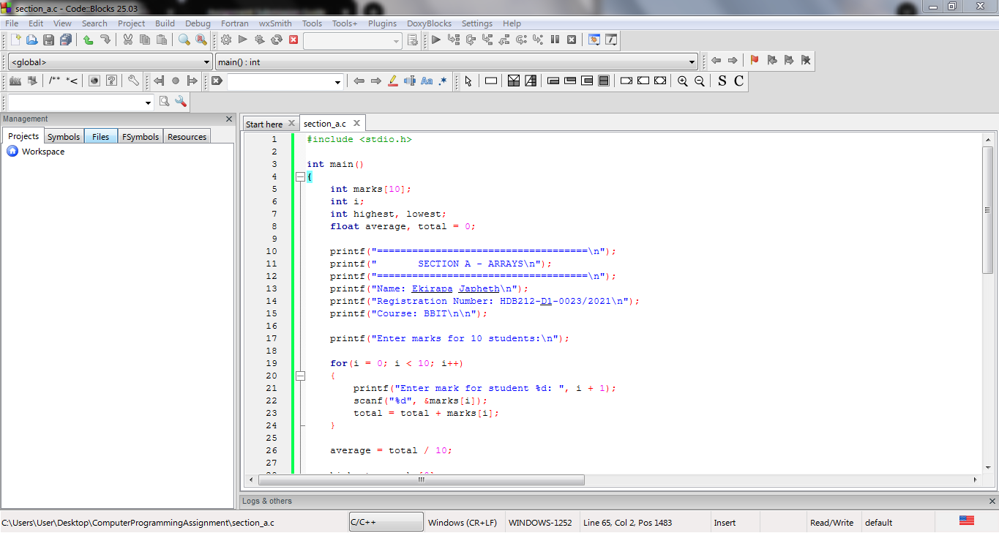 section_a.c - Code::Blocks 25.03
File Edit View Search Project Build Debug Fortran wxSmith Tools Tools+ Plugins DoxyBlocks Settings Help
<global> main() : int
/** *< ?
Aa .* S C
Management
Projects Symbols Files FSymbols Resources
Workspace
Start here section_a.c
1 #include <stdio.h>
2
3 int main()
4 {
5 int marks[10];
6 int i;
7 int highest, lowest;
8 float average, total = 0;
9
10 printf("====================================\n");
11 printf("       SECTION A - ARRAYS\n");
12 printf("====================================\n");
13 printf("Name: Ekirapa Japheth\n");
14 printf("Registration Number: HDB212-D1-0023/2021\n");
15 printf("Course: BBIT\n\n");
16
17 printf("Enter marks for 10 students:\n");
18
19 for(i = 0; i < 10; i++)
20 {
21 printf("Enter mark for student %d: ", i + 1);
22 scanf("%d", &marks[i]);
23 total = total + marks[i];
24 }
25
26 average = total / 10;
27
Logs & others
C:\Users\User\Desktop\ComputerProgrammingAssignment\section_a.c C/C++ Windows (CR+LF) WINDOWS-1252 Line 65, Col 2, Pos 1483 Insert Read/Write default